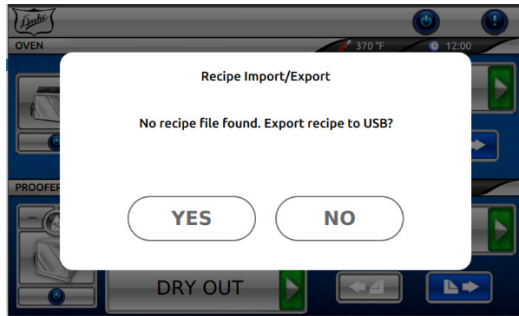 Duke
OVEN
370 °F
12:00
Recipe Import/Export
No recipe file found. Export recipe to USB?
YES
NO
PROOFER
DRY OUT